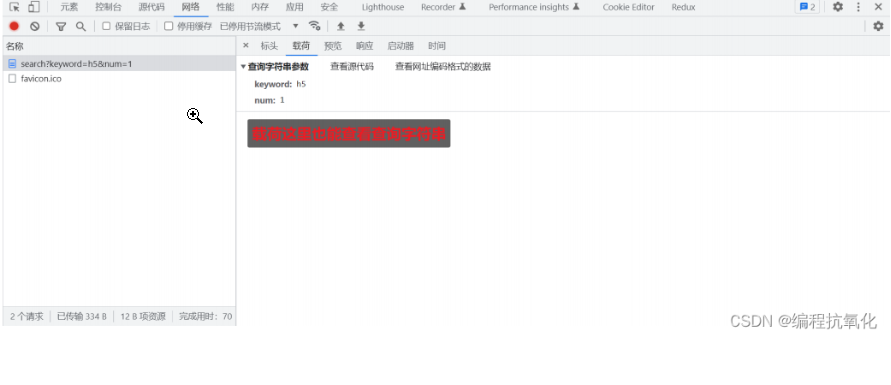 元素 控制台 源代码 网络 性能 内存 应用 安全 Lighthouse Recorder Performance insights Cookie Editor Redux 2
保留日志 停用缓存 已停用节流模式
名称
标头 载荷 预览 响应 启动器 时间
search?keyword=h5&num=1
favicon.ico
查询字符串参数 查看源代码 查看网址编码格式的数据
keyword: h5
num: 1
载荷这里也能查看查询字符串
2 个请求 已传输 334 B 12 B 项资源 完成用时：70
CSDN @编程抗氧化